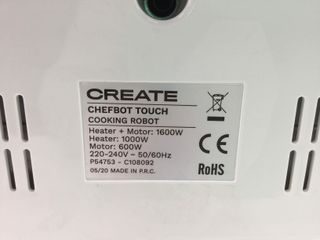 CREATE
CHEFBOT TOUCH
COOKING ROBOT
Heater + Motor: 1600W
Heater: 1000W
Motor: 600W
220-240V ~ 50/60Hz
P54753 - C108092
05/20 MADE IN P.R.C.
CE
RoHS